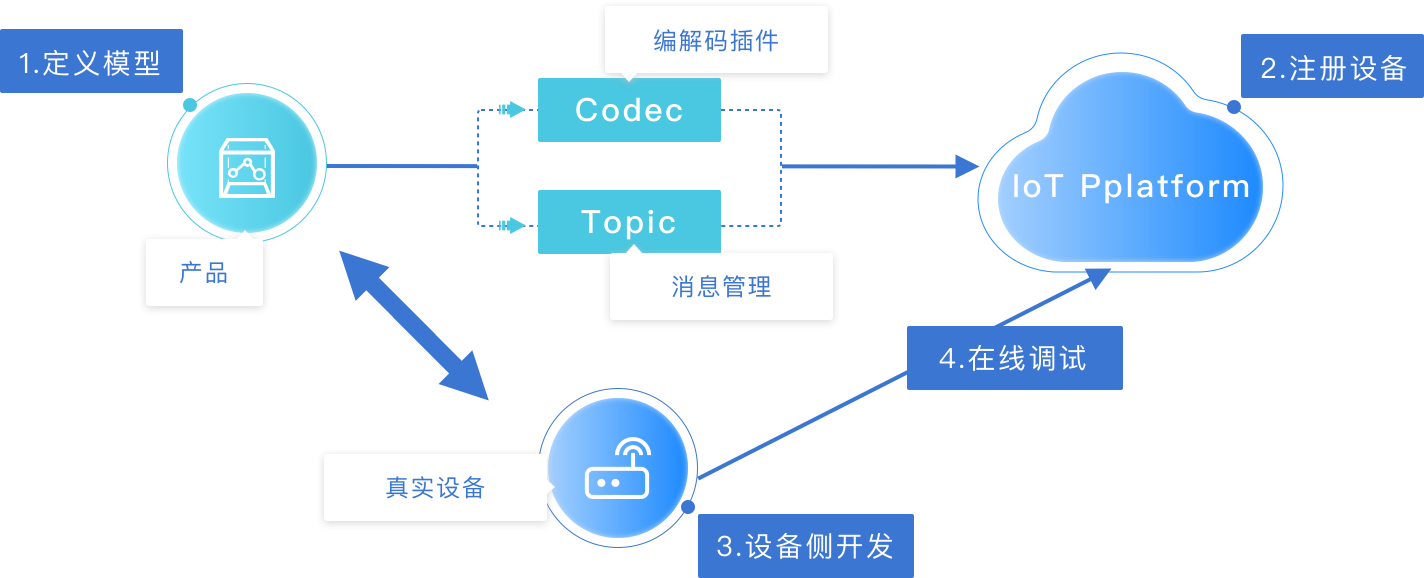 1.定义模型
编解码插件
2.注册设备
Codec
IoT Pplatform
Topic
产品
消息管理
4.在线调试
真实设备
3.设备侧开发